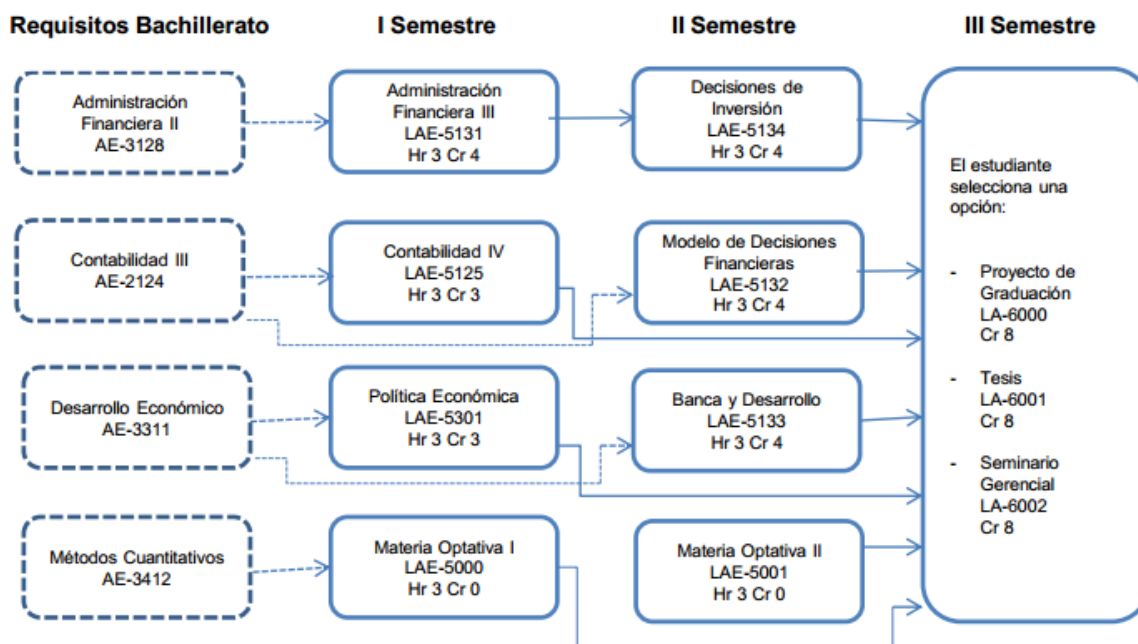 Requisitos Bachillerato
I Semestre
II Semestre
III Semestre
Administración
Financiera II
AE-3128
Administración
Financiera III
LAE-5131
Hr 3 Cr 4
Decisiones de
Inversión
LAE-5134
Hr 3 Cr 4
Contabilidad III
AE-2124
Contabilidad IV
LAE-5125
Hr 3 Cr 3
Modelo de Decisiones
Financieras
LAE-5132
Hr 3 Cr 4
Desarrollo Económico
AE-3311
Política Económica
LAE-5301
Hr 3 Cr 3
Banca y Desarrollo
LAE-5133
Hr 3 Cr 4
Métodos Cuantitativos
AE-3412
Materia Optativa I
LAE-5000
Hr 3 Cr 0
Materia Optativa II
LAE-5001
Hr 3 Cr 0
El estudiante
selecciona una
opción:
- Proyecto de
Graduación
LA-6000
Cr 8
- Tesis
LA-6001
Cr 8
- Seminario
Gerencial
LA-6002
Cr 8